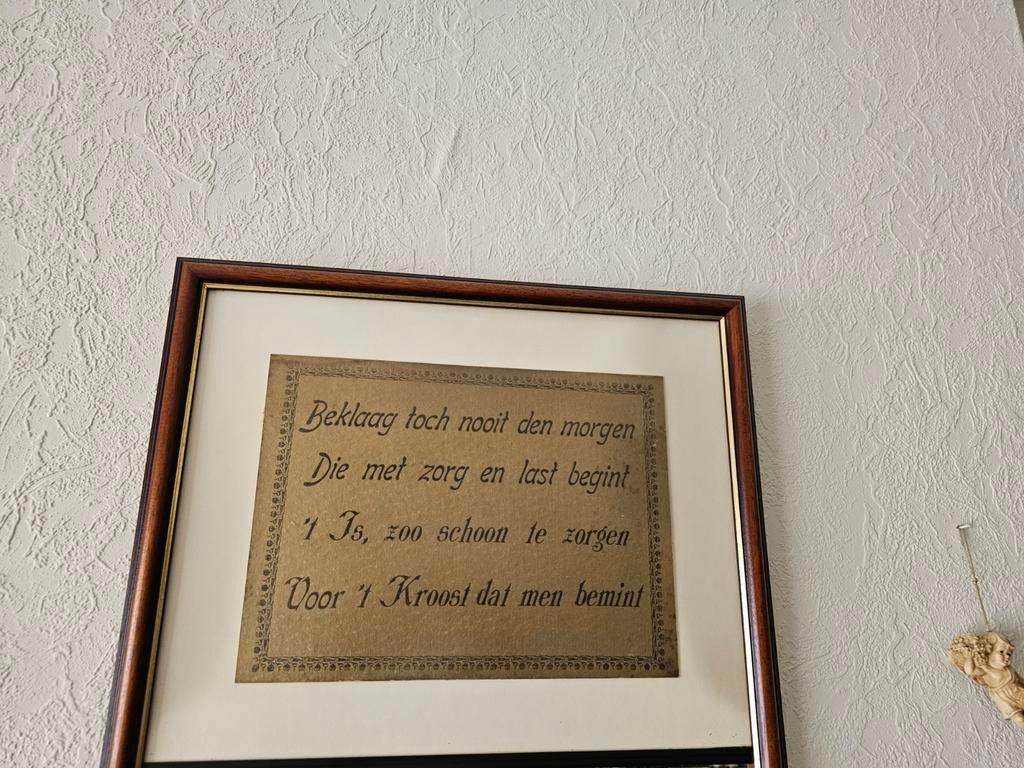 Beklaag toch nooit den morgen
Die met zorg en last begint
't Is, zoo schoon te zorgen
Voor 't Kroost dat men bemint